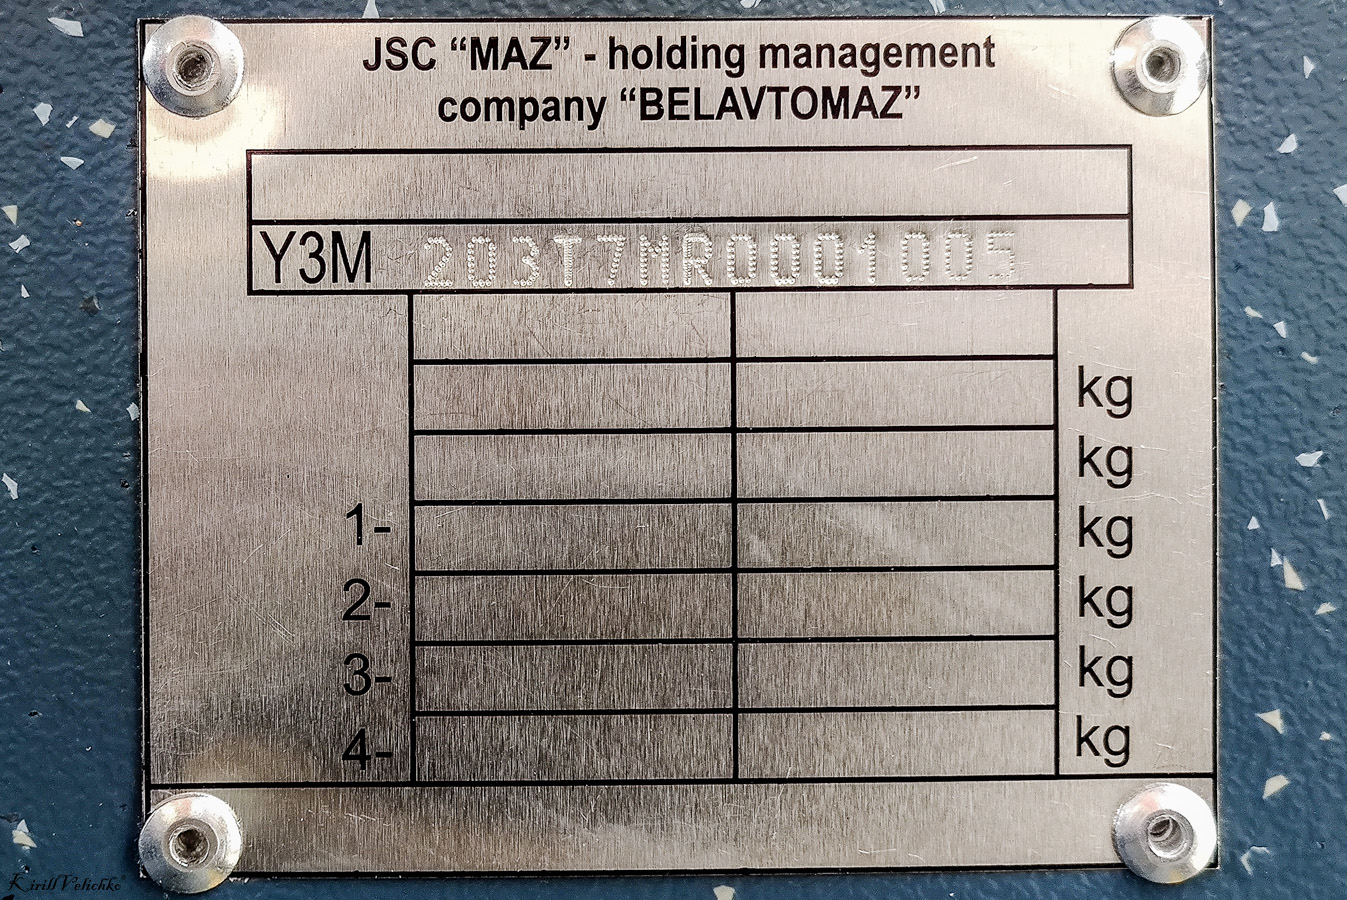 JSC “MAZ” - holding management
company “BELAVTOMAZ”
Y3M 203T7MR0001005
kg
kg
1- kg
2- kg
3- kg
4- kg
Kirill Velichko